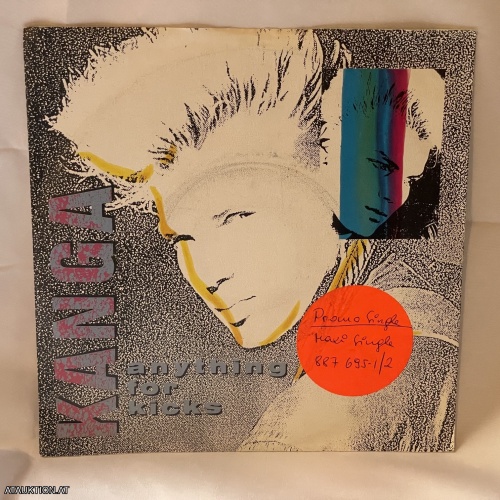 KANGA
anything
for
kicks
Promo Single
Maxi Single
887 695-1/2
ATAUKTION.AT